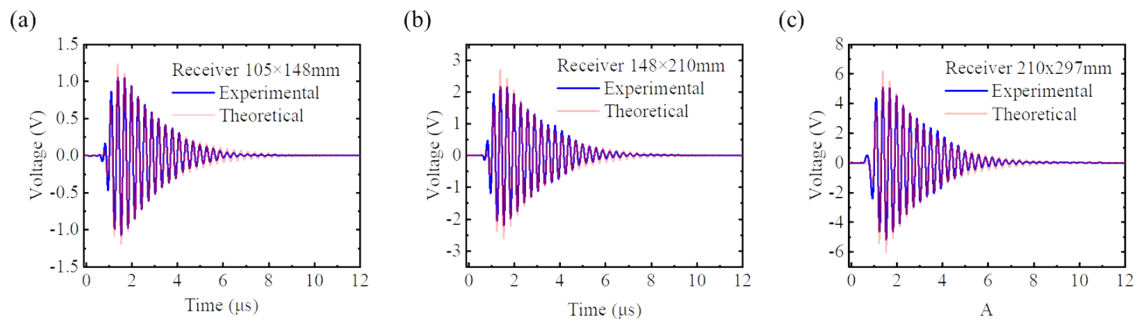 (a)
1.5
1.0
0.5
0.0
-0.5
-1.0
-1.5
Voltage (V)
Receiver 105×148mm
Experimental
Theoretical
0 2 4 6 8 10 12
Time (μs)
(b)
3
2
1
0
-1
-2
-3
Voltage (V)
Receiver 148×210mm
Experimental
Theoretical
0 2 4 6 8 10 12
Time (μs)
(c)
8
6
4
2
0
-2
-4
-6
Voltage (V)
Receiver 210x297mm
Experimental
Theoretical
0 2 4 6 8 10 12
A